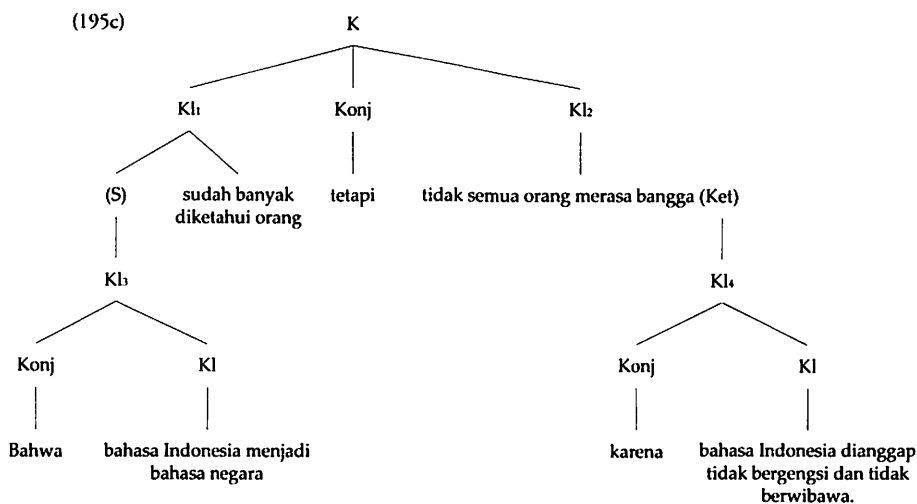 (195c)
K
Kl₁ Konj Kl₂
(S) sudah banyak tetapi tidak semua orang merasa bangga (Ket)
diketahui orang
Kl₃ Kl₄
Konj Kl Konj Kl
Bahwa bahasa Indonesia menjadi karena bahasa Indonesia dianggap
bahasa negara tidak bergengsi dan tidak
berwibawa.